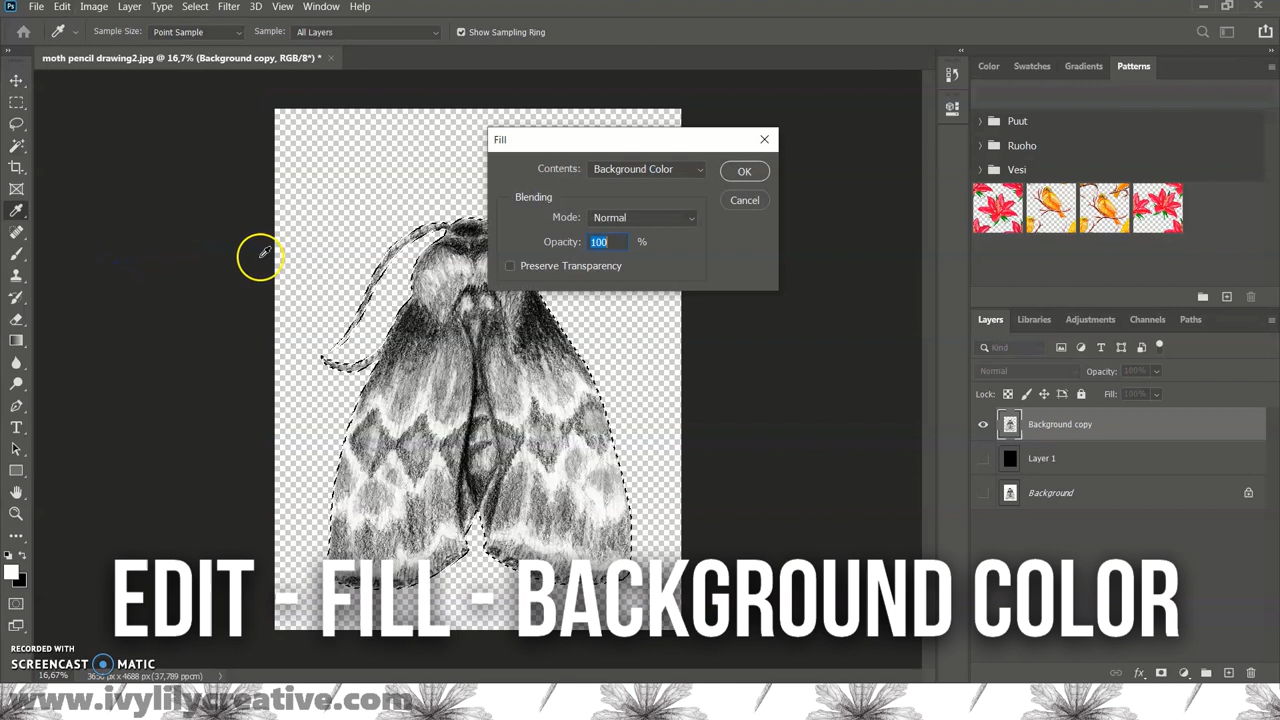 Ps File Edit Image Layer Type Select Filter 3D View Window Help
Sample Size: Point Sample Sample: All Layers Show Sampling Ring
moth pencil drawing2.jpg @ 16,7% (Background copy, RGB/8*) * ×
Color Swatches Gradients Patterns
Puut
Ruoho
Vesi
Fill
Contents: Background Color OK
Blending Cancel
Mode: Normal
Opacity: 100 %
Preserve Transparency
Layers Libraries Adjustments Channels Paths
Kind
Normal Opacity: 100%
Lock: Fill: 100%
Background copy
Layer 1
Background
EDIT - FILL - BACKGROUND COLOR
RECORDED WITH
SCREENCAST MATIC
16,67%
www.ivylilycreative.com